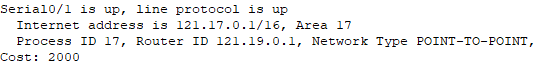 Serial0/1 is up, line protocol is up
Internet address is 121.17.0.1/16, Area 17
Process ID 17, Router ID 121.19.0.1, Network Type POINT-TO-POINT,
Cost: 2000